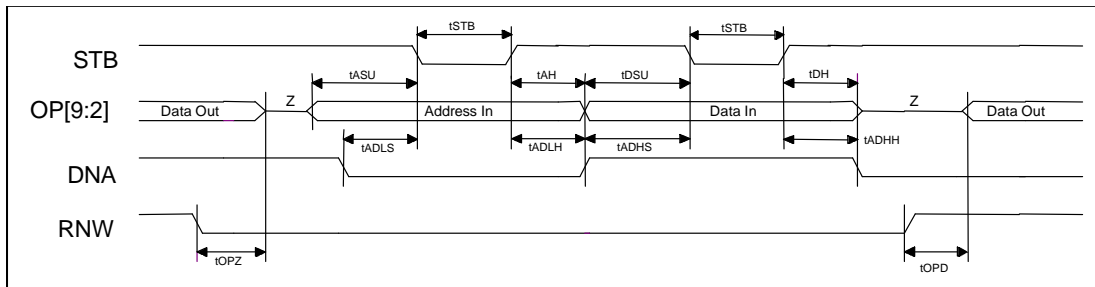 tSTB tSTB
STB
tASU tAH tDSU tDH
OP[9:2] Data Out Z Address In Data In Z Data Out
tADLS tADLH tADHS tADHH
DNA
RNW
tOPZ tOPD